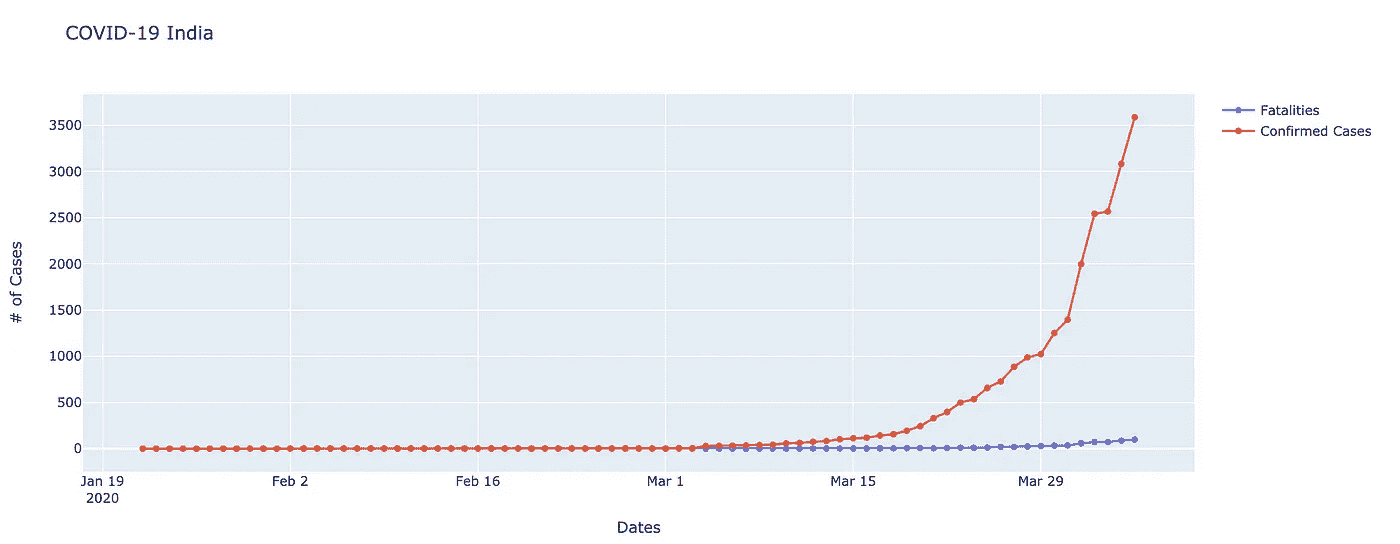 COVID-19 India
Fatalities
Confirmed Cases
3500
3000
2500
2000
1500
1000
500
0
# of Cases
Jan 19
2020
Feb 2
Feb 16
Mar 1
Mar 15
Mar 29
Dates